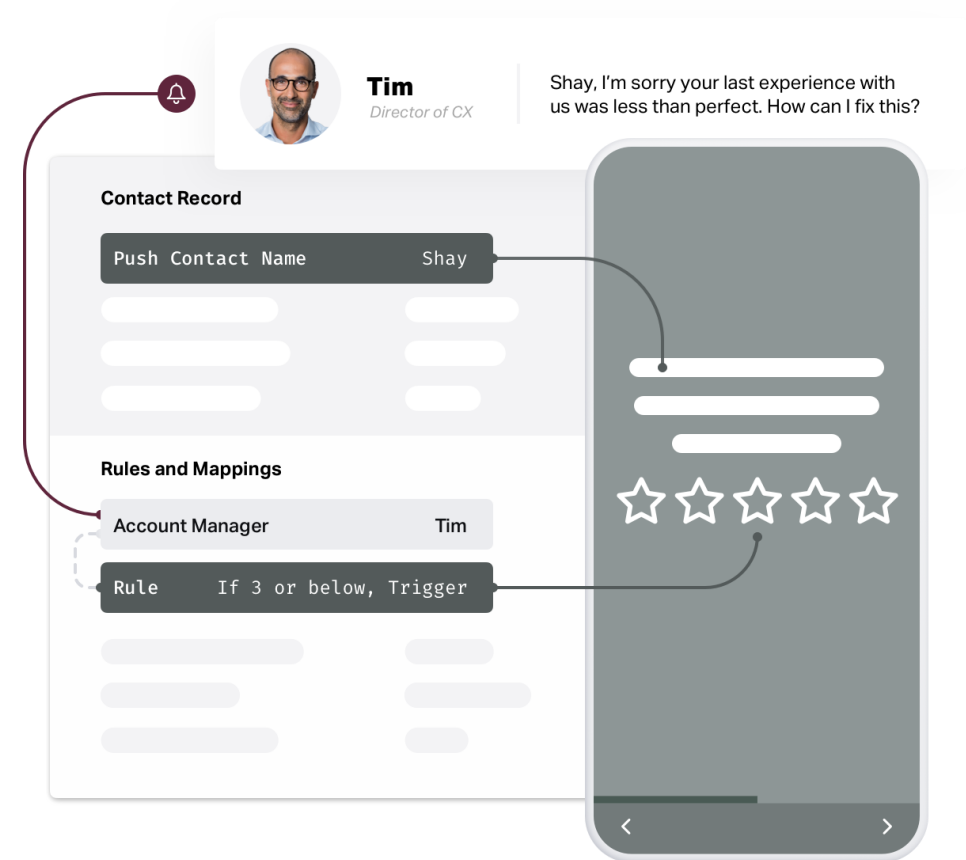 Tim
Director of CX
Shay, I'm sorry your last experience with
us was less than perfect. How can I fix this?
Contact Record
Push Contact Name Shay
Rules and Mappings
Account Manager Tim
Rule If 3 or below, Trigger